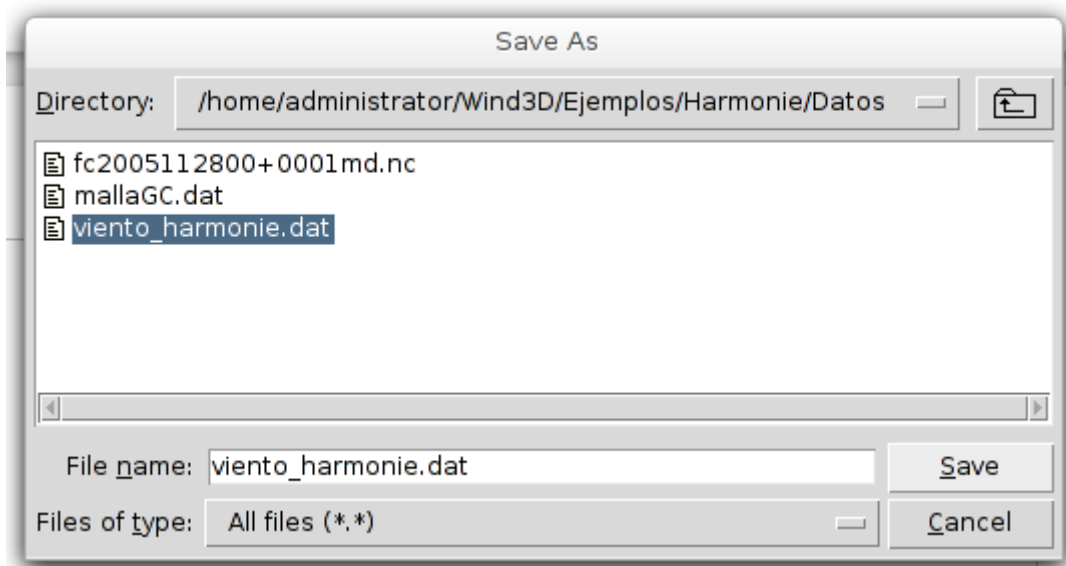 Save As
Directory: /home/administrator/Wind3D/Ejemplos/Harmonie/Datos
fc2005112800+0001md.nc
mallaGC.dat
viento_harmonie.dat
File name: viento_harmonie.dat Save
Files of type: All files (*.*) Cancel